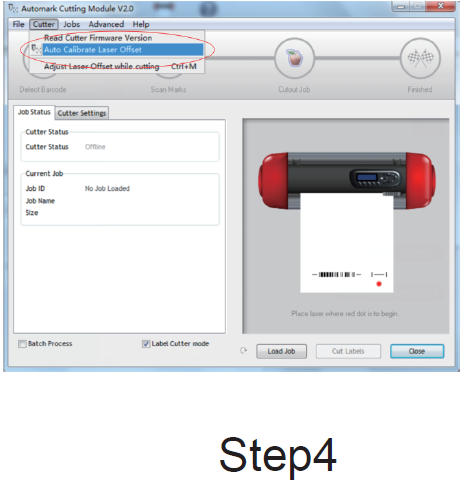 Automark Cutting Module V2.0
File Cutter Jobs Advanced Help
Read Cutter Firmware Version
Auto Calibrate Laser Offset
Adjust Laser Offset while cutting Ctrl+M
Detect Barcode Scan Marks Cutout Job Finished
Job Status Cutter Settings
Cutter Status
Cutter Status Offline
Current Job
Job ID No Job Loaded
Job Name
Size
Place laser where red dot is to begin.
Batch Process Label Cutter mode Load Job Cut Labels Close
Step4